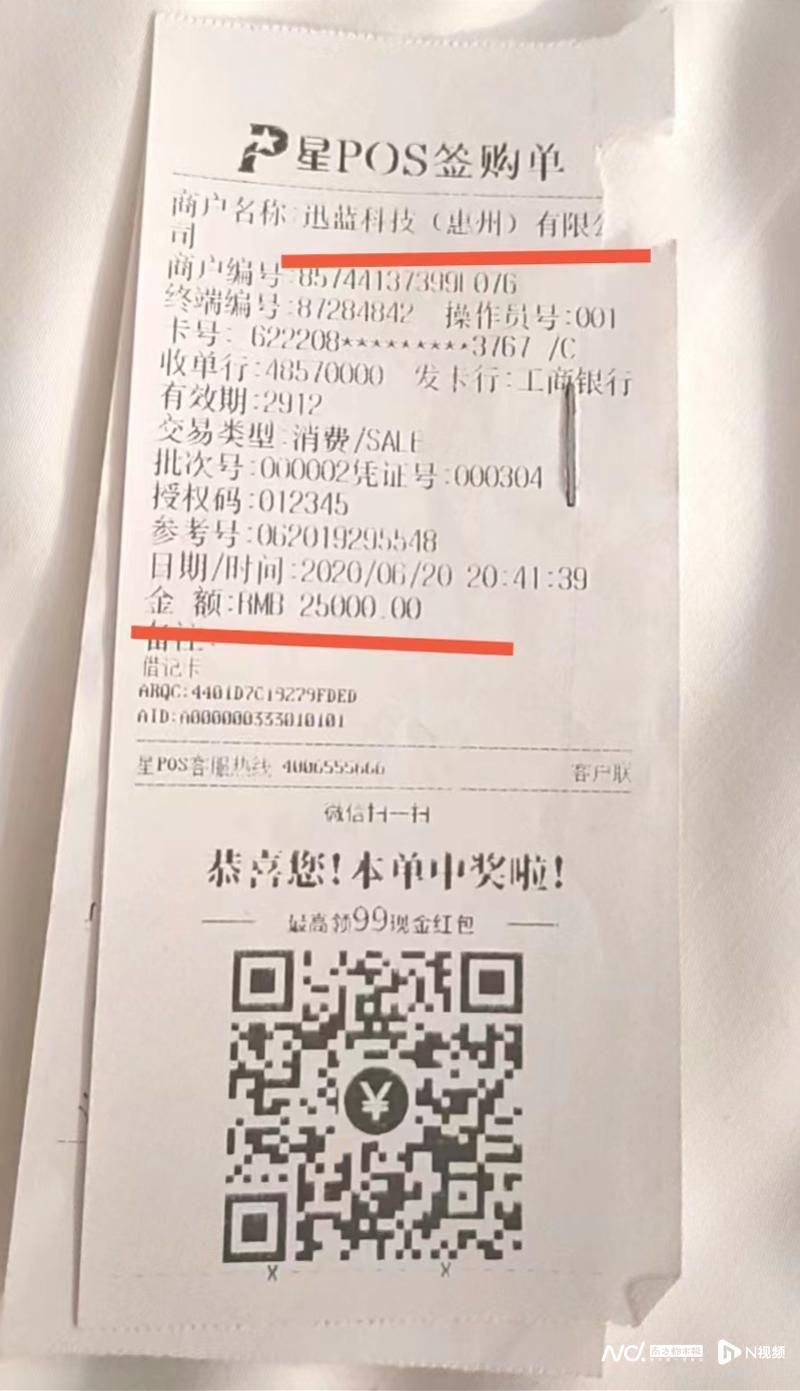 星POS签购单
商户名称:迅蓝科技（惠州）有限公
司
商户编号:85744137399L076
终端编号:87284842 操作员号:001
卡号: 622208*********3767 /C
收单行:48570000 发卡行:工商银行
有效期:2912
交易类型:消费/SALE
批次号:000002凭证号:000304
授权码:012345
参考号:062019295548
日期/时间:2020/06/20 20:41:39
金 额:RMB 25000.00
备注:
借记卡
ARQC:4401D7C19279FDED
AID:A000000333010101
星POS客服热线 4006555666 客户联
微信扫一扫
恭喜您!本单中奖啦!
最高领99现金红包
¥
N视频